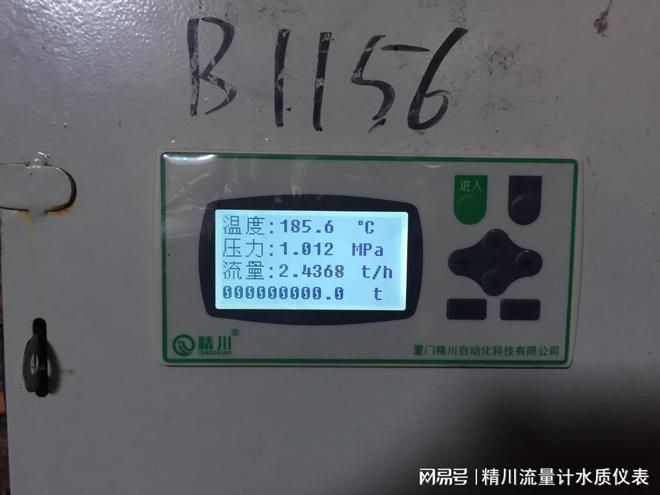 B1156
进入
温度:185.6 ℃
压力:1.012 MPa
流量:2.4368 t/h
000000000.0 t
精川®
JINGCHUAN
厦门精川自动化科技有限公司
网易号 | 精川流量计水质仪表